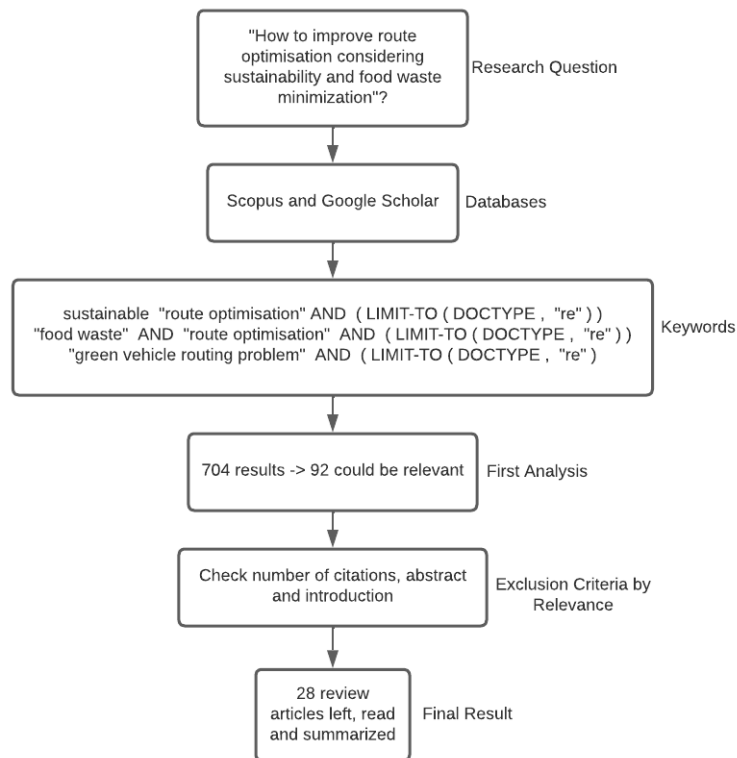 "How to improve route
optimisation considering
sustainability and food waste
minimization"?
Research Question
Scopus and Google Scholar
Databases
sustainable "route optimisation" AND ( LIMIT-TO ( DOCTYPE , "re" ) )
"food waste" AND "route optimisation" AND ( LIMIT-TO ( DOCTYPE , "re" ) )
"green vehicle routing problem" AND ( LIMIT-TO ( DOCTYPE , "re" )
Keywords
704 results -> 92 could be relevant
First Analysis
Check number of citations, abstract
and introduction
Exclusion Criteria by
Relevance
28 review
articles left, read
and summarized
Final Result